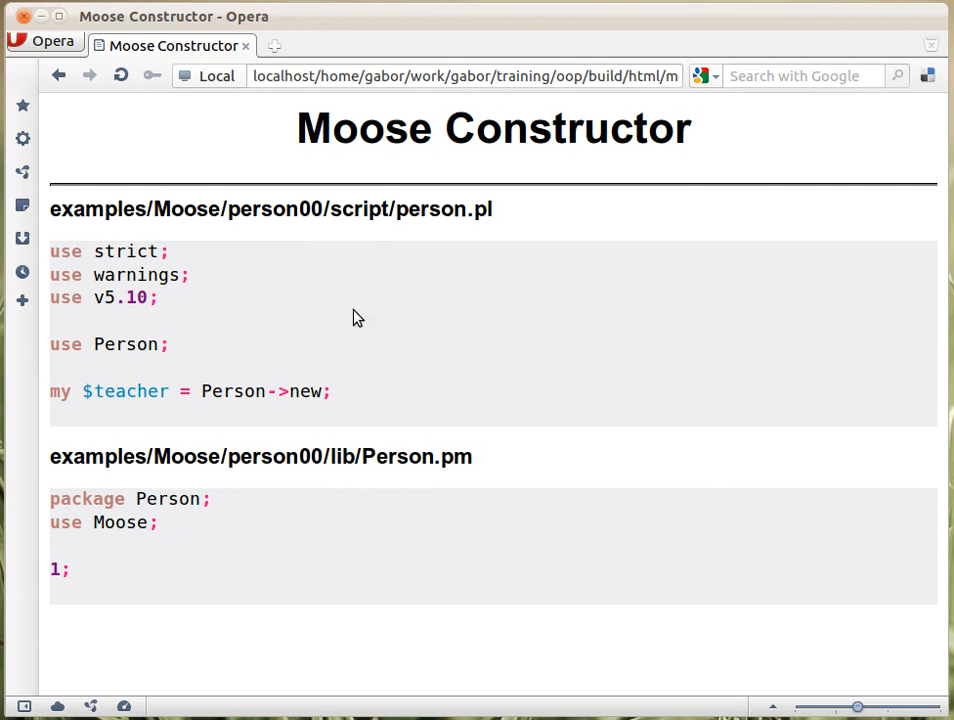 Moose Constructor - Opera
Opera
Moose Constructor
Local
localhost/home/gabor/work/gabor/training/oop/build/html/m
Search with Google
Moose Constructor
examples/Moose/person00/script/person.pl
use strict;
use warnings;
use v5.10;
use Person;
my $teacher = Person->new;
examples/Moose/person00/lib/Person.pm
package Person;
use Moose;
1;